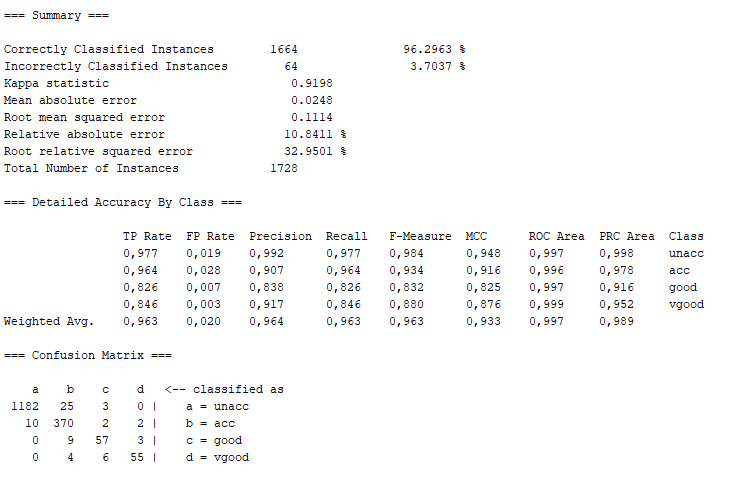 === Summary ===
Correctly Classified Instances 1664 96.2963 %
Incorrectly Classified Instances 64 3.7037 %
Kappa statistic 0.9198
Mean absolute error 0.0248
Root mean squared error 0.1114
Relative absolute error 10.8411 %
Root relative squared error 32.9501 %
Total Number of Instances 1728
=== Detailed Accuracy By Class ===
TP Rate FP Rate Precision Recall F-Measure MCC ROC Area PRC Area Class
0,977 0,019 0,992 0,977 0,984 0,948 0,997 0,998 unacc
0,964 0,028 0,907 0,964 0,934 0,916 0,996 0,978 acc
0,826 0,007 0,838 0,826 0,832 0,825 0,997 0,916 good
0,846 0,003 0,917 0,846 0,880 0,876 0,999 0,952 vgood
Weighted Avg. 0,963 0,020 0,964 0,963 0,963 0,933 0,997 0,989
=== Confusion Matrix ===
a b c d <-- classified as
1182 25 3 0 | a = unacc
10 370 2 2 | b = acc
0 9 57 3 | c = good
0 4 6 55 | d = vgood